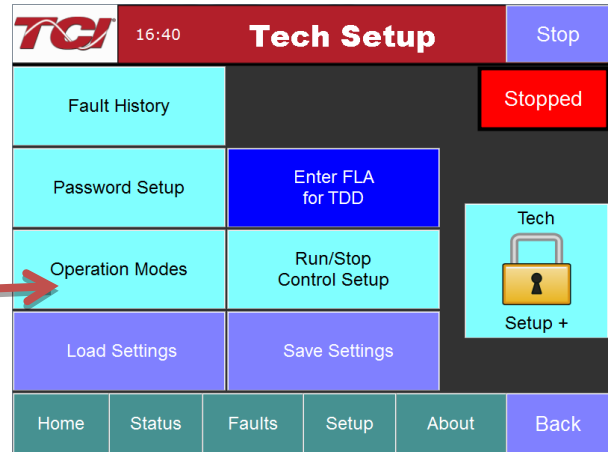 TCI
16:40
Tech Setup
Stop
Fault History
Stopped
Password Setup
Enter FLA
for TDD
Tech
Operation Modes
Run/Stop
Control Setup
Setup +
Load Settings
Save Settings
Home
Status
Faults
Setup
About
Back